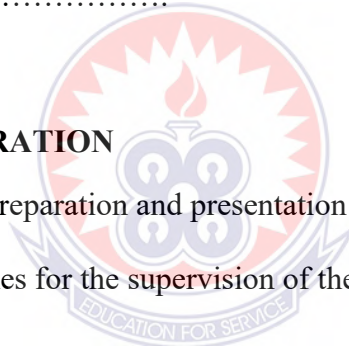 ……………….
RATION
reparation and presentation
es for the supervision of the
EDUCATION FOR SERVICE